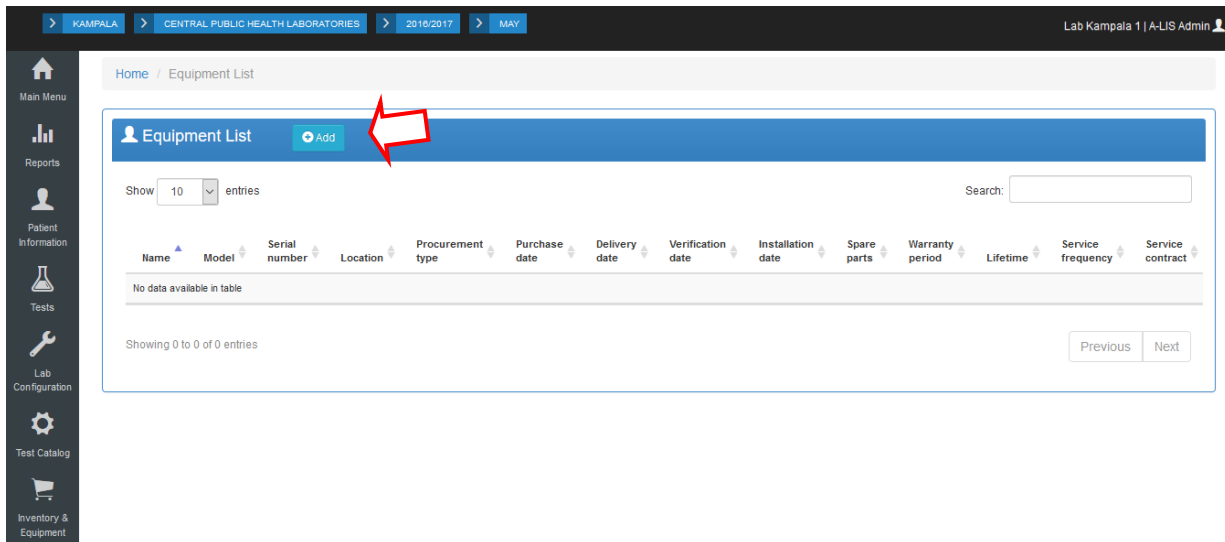 KAMPALA CENTRAL PUBLIC HEALTH LABORATORIES 2016/2017 MAY Lab Kampala 1 | A-LIS Admin
Main Menu
Reports
Patient
Information
Tests
Lab
Configuration
Test Catalog
Inventory &
Equipment
Home / Equipment List
Equipment List Add
Show 10 entries Search:
Name Model Serial number Location Procurement type Purchase date Delivery date Verification date Installation date Spare parts Warranty period Lifetime Service frequency Service contract
No data available in table
Showing 0 to 0 of 0 entries Previous Next